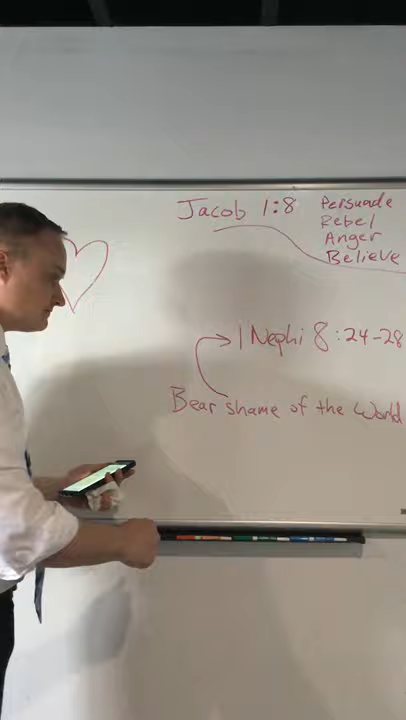 Jacob 1:8
Persuade
Rebel
Anger
Believe
1 Nephi 8:24-28
Bear shame of the World